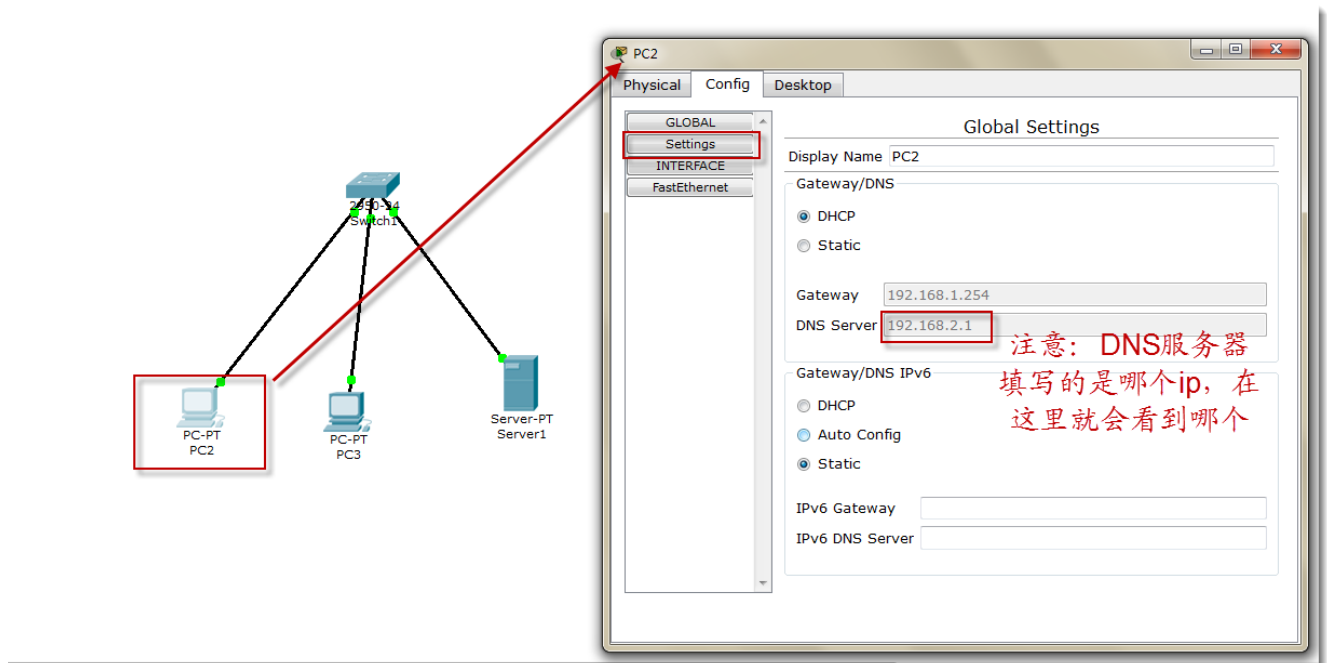 PC2
Physical Config Desktop
GLOBAL
Settings
INTERFACE
FastEthernet
Global Settings
Display Name PC2
Gateway/DNS
DHCP
Static
Gateway 192.168.1.254
DNS Server 192.168.2.1
注意： DNS服务器
填写的是哪个ip，在
这里就会看到哪个
Gateway/DNS IPv6
DHCP
Auto Config
Static
IPv6 Gateway
IPv6 DNS Server
2950-24
Switch1
PC-PT
PC2
PC-PT
PC3
Server-PT
Server1